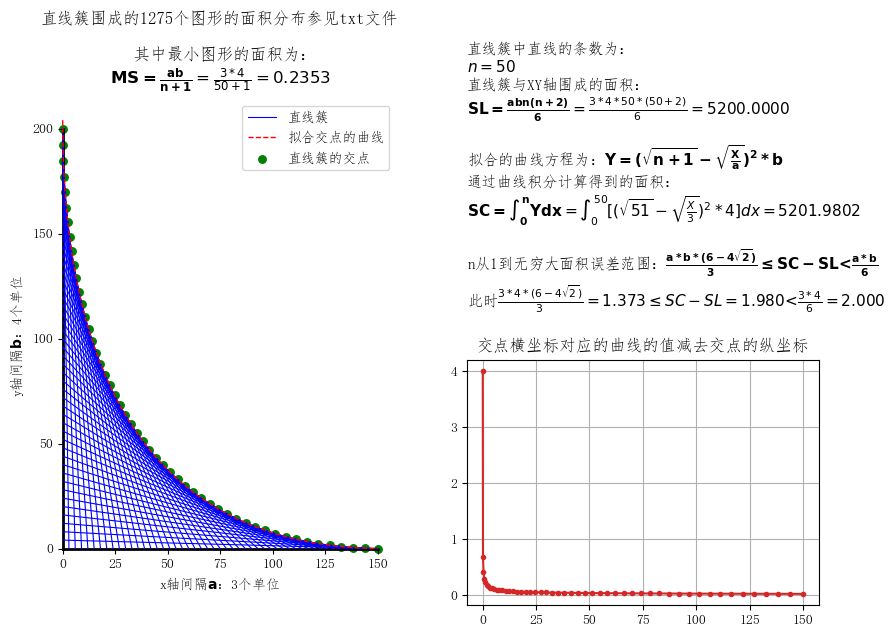 直线簇围成的1275个图形的面积分布参见txt文件
其中最小图形的面积为：
MS = ab/(n+1) = 3*4/(50+1) = 0.2353
直线簇
拟合交点的曲线
直线簇的交点
200
150
100
50
0
y轴间隔b：4个单位
0 25 50 75 100 125 150
x轴间隔a：3个单位
直线簇中直线的条数为：
n = 50
直线簇与XY轴围成的面积：
SL = abn(n+2)/6 = 3*4*50*(50+2)/6 = 5200.0000
拟合的曲线方程为：Y = (√(n+1) − √(x/a))² * b
通过曲线积分计算得到的面积：
SC = ∫₀ⁿ Ydx = ∫₀⁵⁰ [(√51 − √(x/3))² * 4]dx = 5201.9802
n从1到无穷大面积误差范围：a*b*(6−4√2)/3 ≤ SC − SL < a*b/6
此时 3*4*(6−4√2)/3 = 1.373 ≤ SC − SL = 1.980 < 3*4/6 = 2.000
交点横坐标对应的曲线的值减去交点的纵坐标
4
3
2
1
0
0 25 50 75 100 125 150